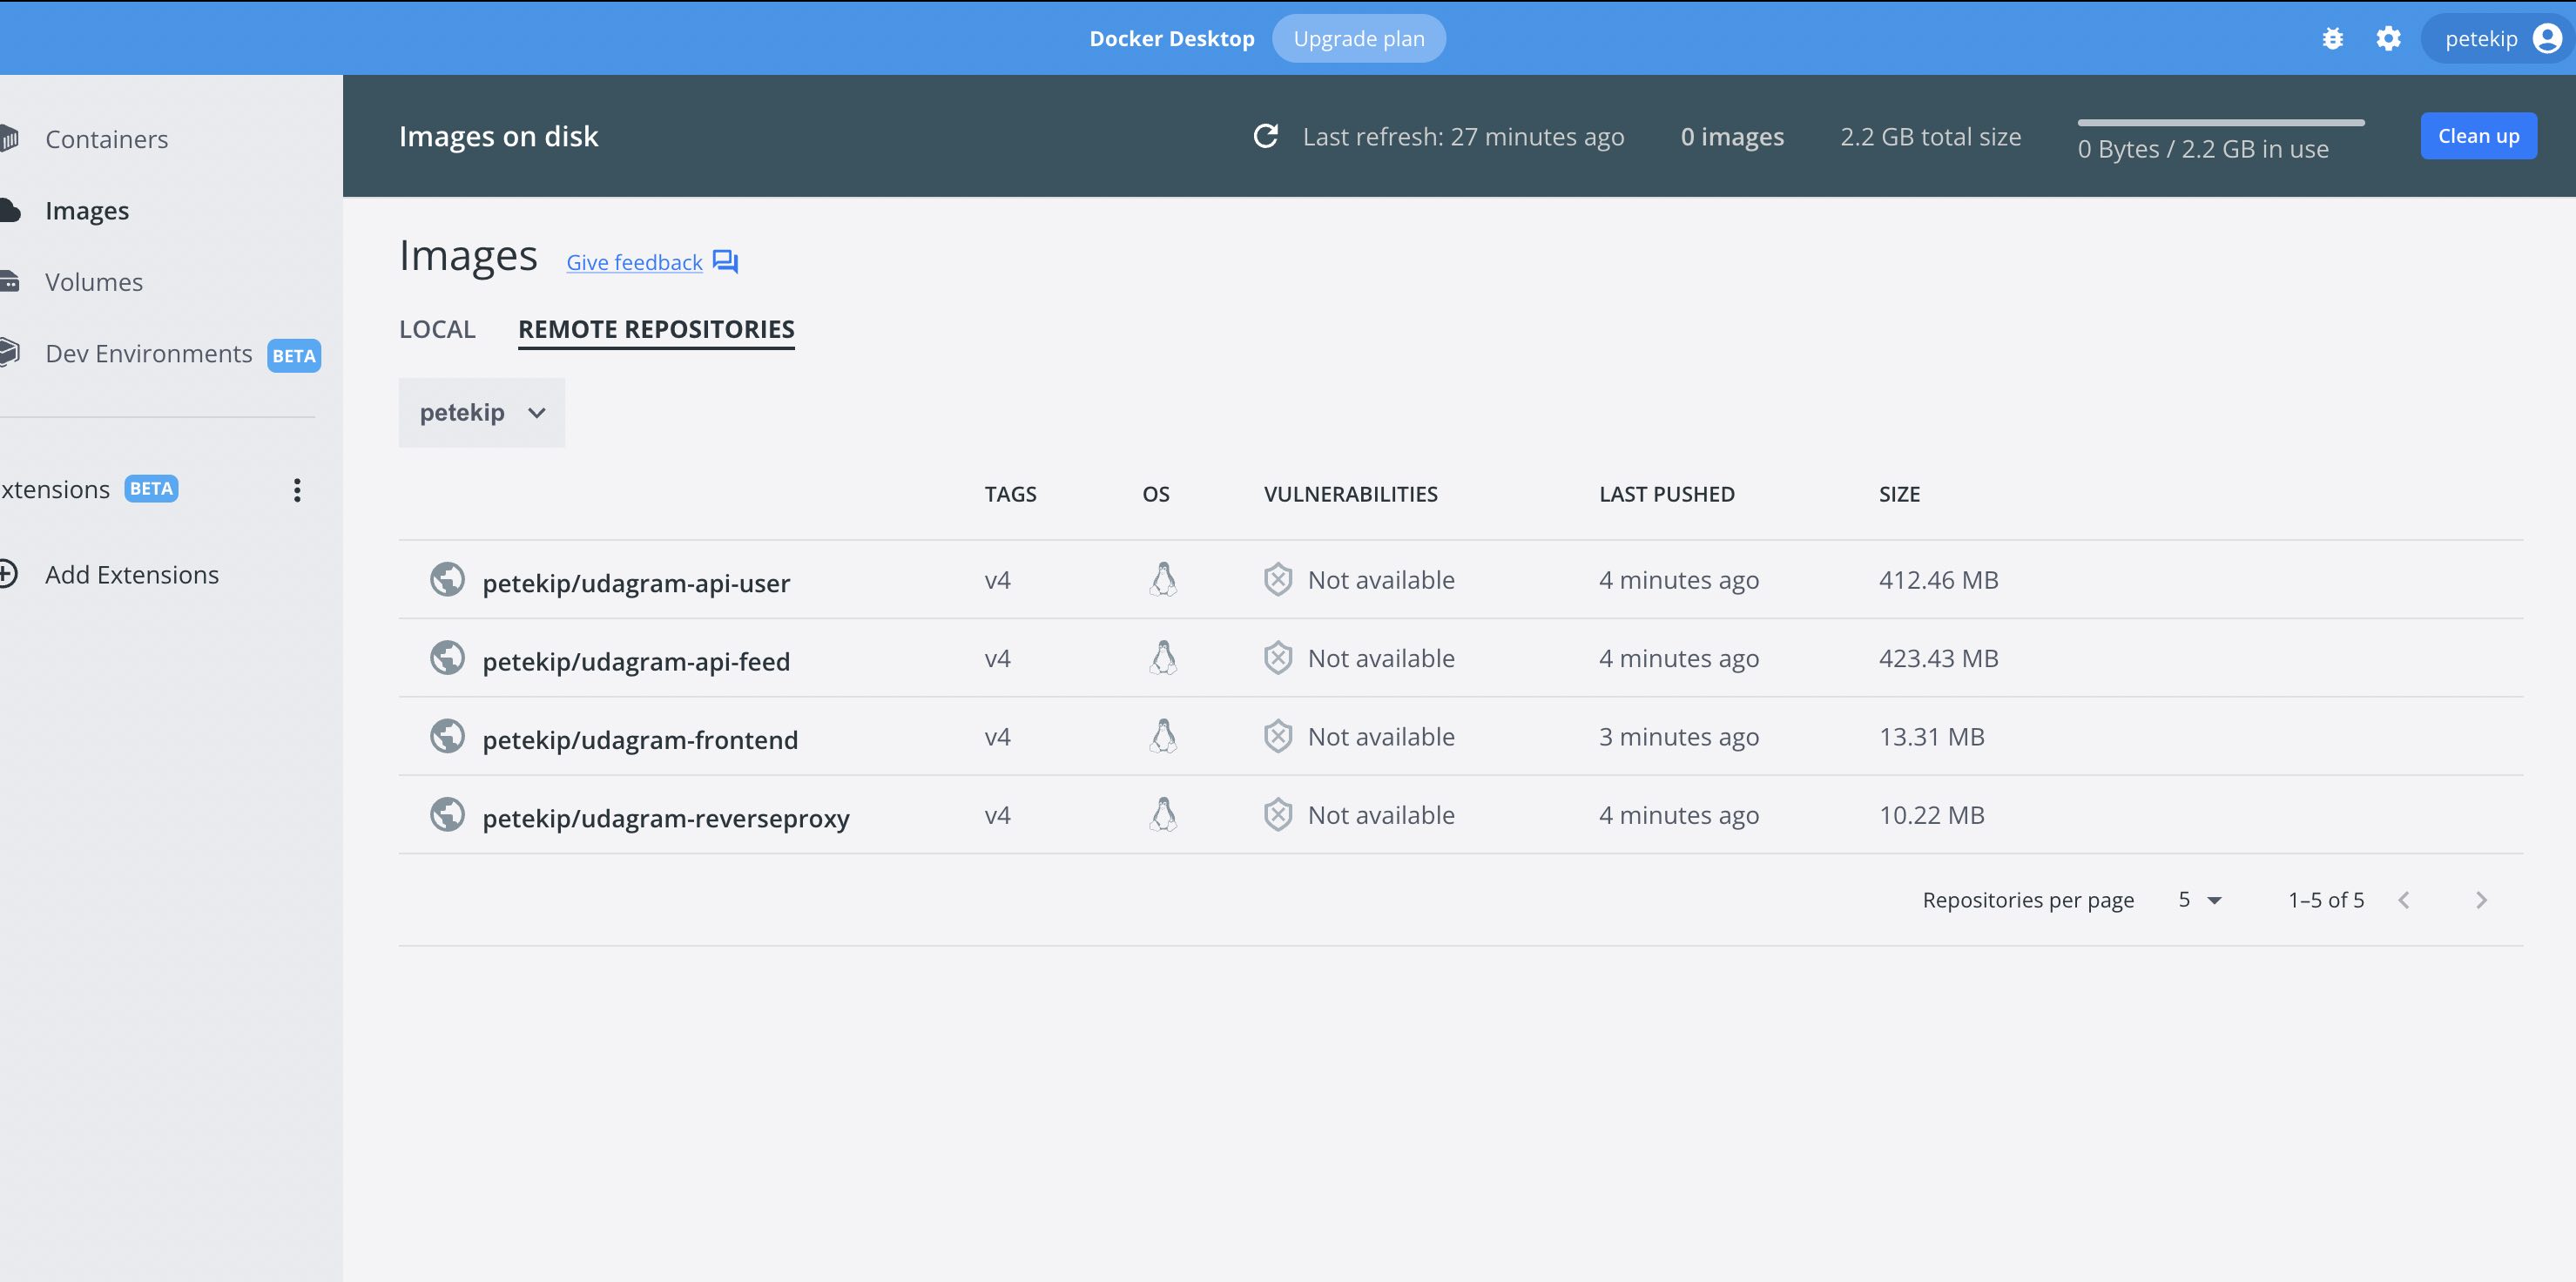 Docker Desktop Upgrade plan petekip
Containers
Images
Volumes
Dev Environments BETA
xtensions BETA
Add Extensions
Images on disk Last refresh: 27 minutes ago 0 images 2.2 GB total size 0 Bytes / 2.2 GB in use Clean up
Images Give feedback
LOCAL REMOTE REPOSITORIES
petekip
TAGS OS VULNERABILITIES LAST PUSHED SIZE
petekip/udagram-api-user v4 Not available 4 minutes ago 412.46 MB
petekip/udagram-api-feed v4 Not available 4 minutes ago 423.43 MB
petekip/udagram-frontend v4 Not available 3 minutes ago 13.31 MB
petekip/udagram-reverseproxy v4 Not available 4 minutes ago 10.22 MB
Repositories per page 5 1–5 of 5